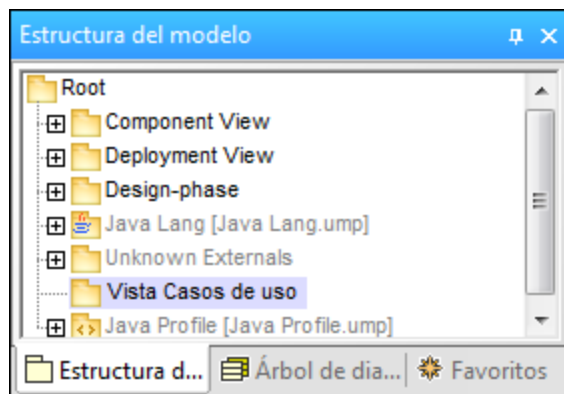 Estructura del modelo
Root
Component View
Deployment View
Design-phase
Java Lang [Java Lang.ump]
Unknown Externals
Vista Casos de uso
Java Profile [Java Profile.ump]
Estructura d... Árbol de dia... Favoritos